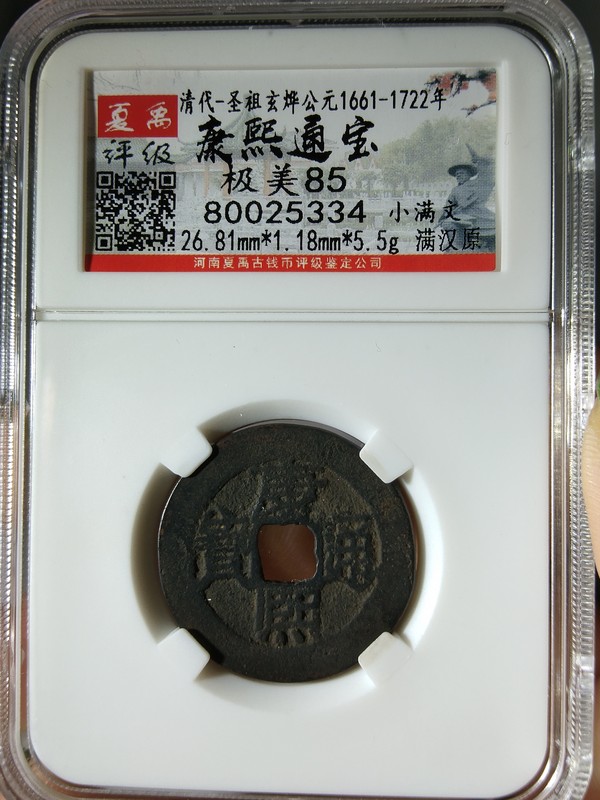 清代-圣祖玄烨公元1661-1722年
夏禹
评级
康熙通宝
极美85
80025334 小满文
26.81mm*1.18mm*5.5g 满汉原
河南夏禹古钱币评级鉴定公司
康熙通寶